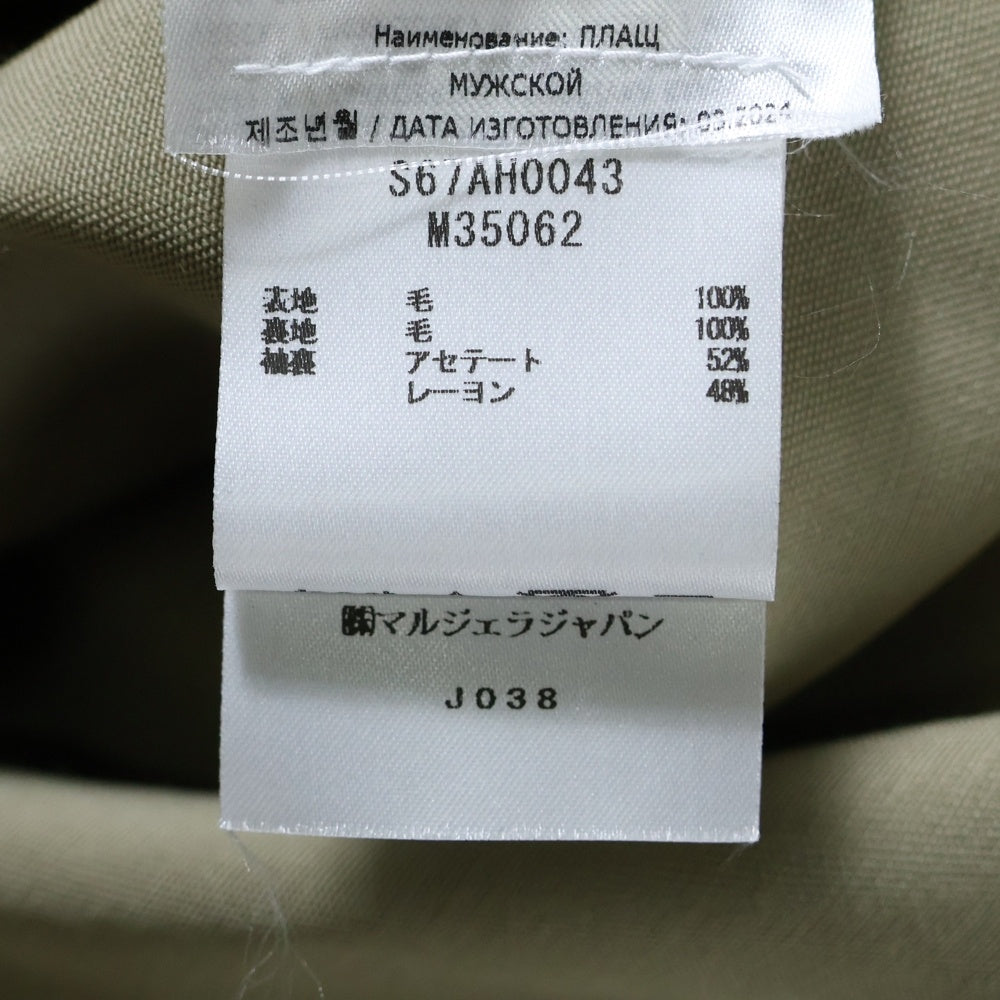 Наименование: ПЛАЩ
МУЖСКОЙ
제조년월 / ДАТА ИЗГОТОВЛЕНИЯ: 03.2024
S67AH0043
M35062
表地 毛 100%
裏地 毛 100%
袖裏 アセテート 52%
レーヨン 48%
㈱マルジェラジャパン
J038